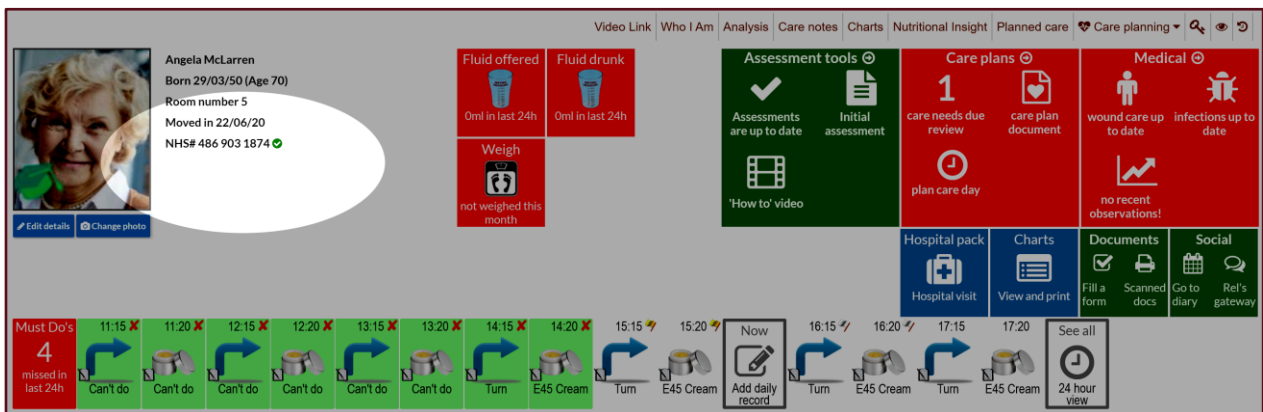 Video Link Who I Am Analysis Care notes Charts Nutritional Insight Planned care Care planning
Angela McLarren
Born 29/03/50 (Age 70)
Room number 5
Moved in 22/06/20
NHS# 486 903 1874
Edit details Change photo
Fluid offered
0ml in last 24h
Fluid drunk
0ml in last 24h
Weigh
not weighed this
month
Assessment tools
Assessments
are up to date
Initial
assessment
'How to' video
Care plans
1
care needs due
review
care plan
document
plan care day
Medical
wound care up
to date
infections up to
date
no recent
observations!
Hospital pack
Hospital visit
Charts
View and print
Documents
Fill a
form
Scanned
docs
Social
Go to
diary
Rel's
gateway
Must Do's
4
missed in
last 24h
11:15
Can't do
11:20
Can't do
12:15
Can't do
12:20
Can't do
13:15
Can't do
13:20
Can't do
14:15
Turn
14:20
E45 Cream
15:15
Turn
15:20
E45 Cream
Now
Add daily
record
16:15
Turn
16:20
E45 Cream
17:15
Turn
17:20
E45 Cream
See all
24 hour
view